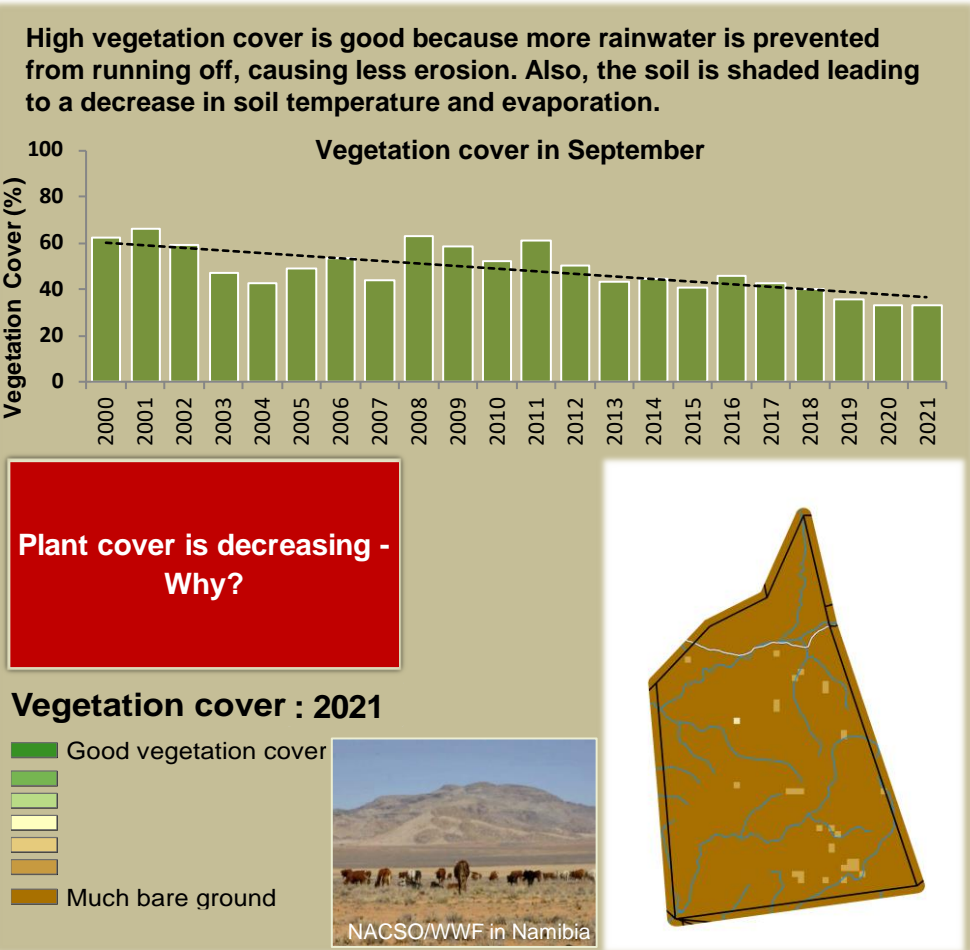 High vegetation cover is good because more rainwater is prevented
from running off, causing less erosion. Also, the soil is shaded leading
to a decrease in soil temperature and evaporation.
Vegetation cover in September
Vegetation Cover (%)
100
80
60
40
20
0
2000 2001 2002 2003 2004 2005 2006 2007 2008 2009 2010 2011 2012 2013 2014 2015 2016 2017 2018 2019 2020 2021
Plant cover is decreasing -
Why?
Vegetation cover : 2021
Good vegetation cover
Much bare ground
NACSO/WWF in Namibia